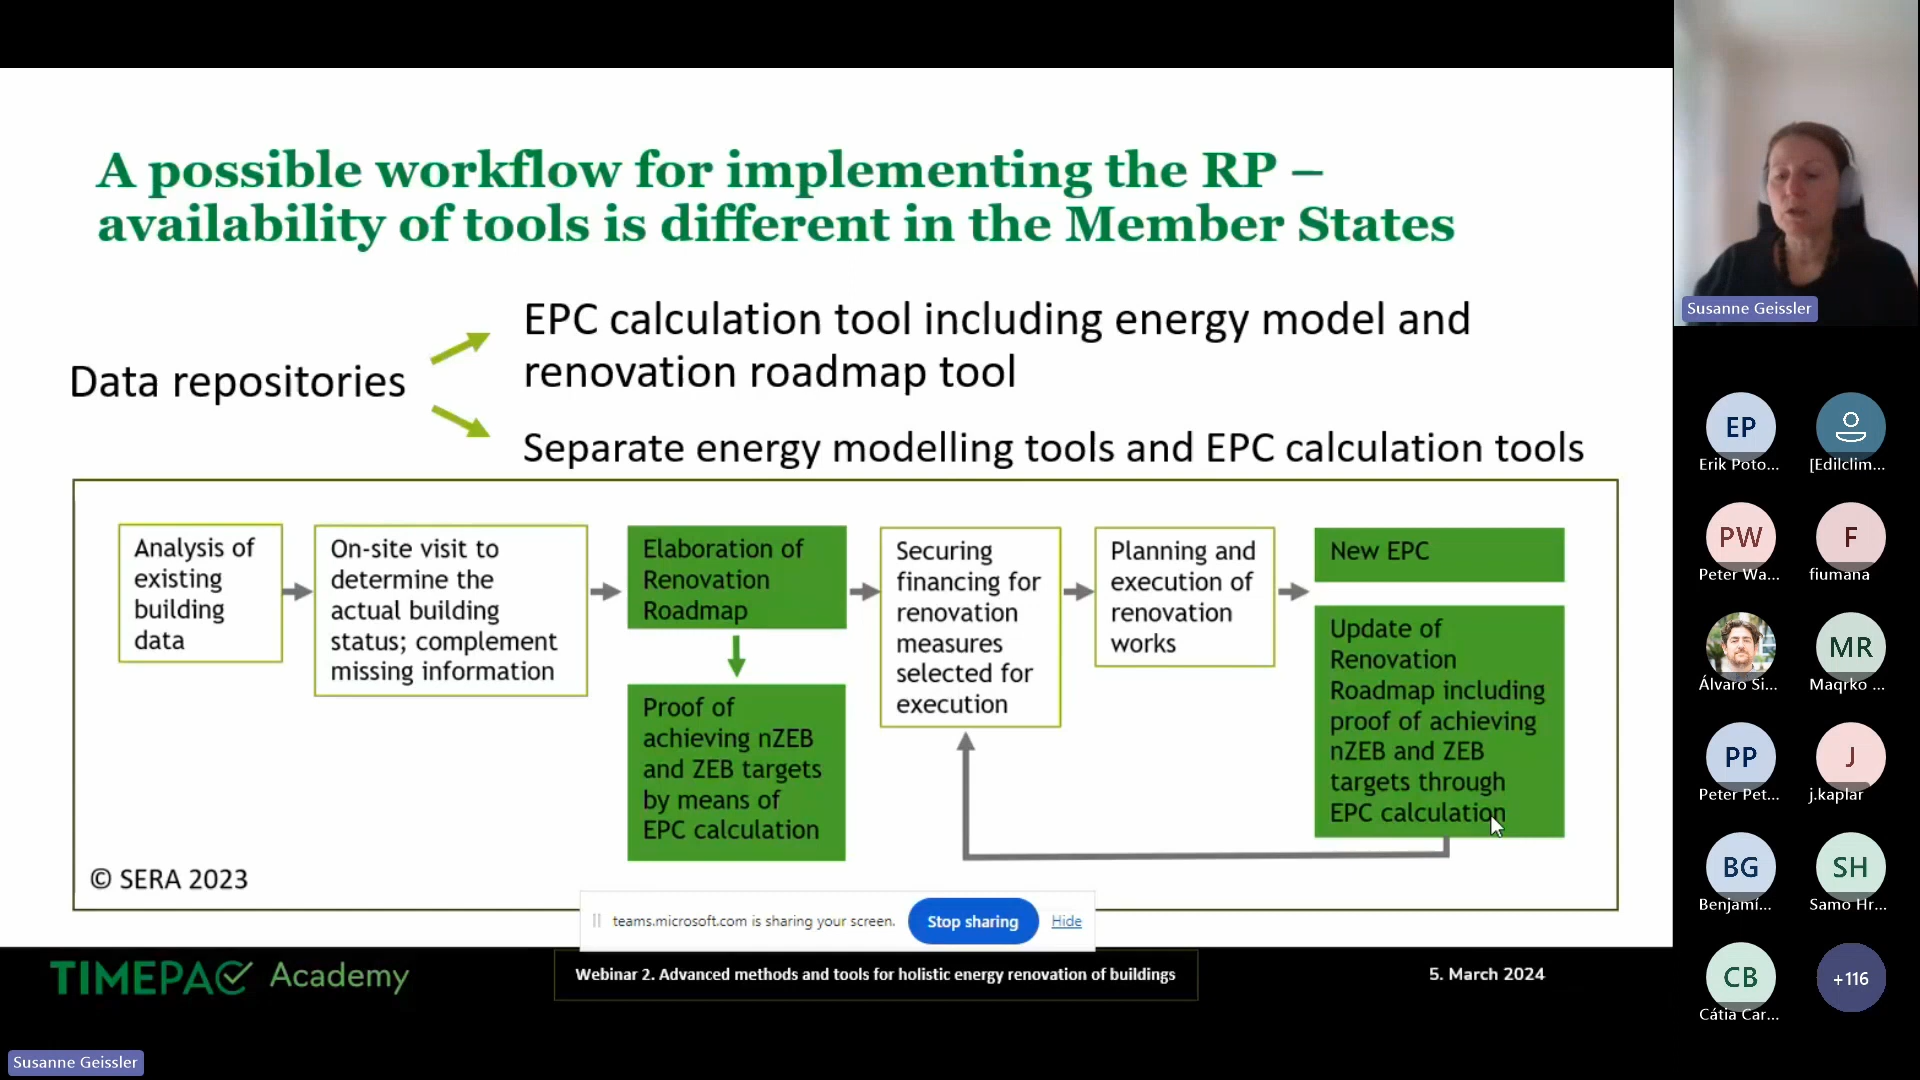 A possible workflow for implementing the RP –
availability of tools is different in the Member States
Data repositories
EPC calculation tool including energy model and
renovation roadmap tool
Separate energy modelling tools and EPC calculation tools
Analysis of
existing
building
data
On-site visit to
determine the
actual building
status; complement
missing information
Elaboration of
Renovation
Roadmap
Proof of
achieving nZEB
and ZEB targets
by means of
EPC calculation
Securing
financing for
renovation
measures
selected for
execution
Planning and
execution of
renovation
works
New EPC
Update of
Renovation
Roadmap including
proof of achieving
nZEB and ZEB
targets through
EPC calculation
© SERA 2023
teams.microsoft.com is sharing your screen.
Stop sharing
Hide
TIMEPAC Academy
Webinar 2. Advanced methods and tools for holistic energy renovation of buildings
5. March 2024
Susanne Geissler
Susanne Geissler
EP
Erik Poto...
[Edilclim...
PW
Peter Wa...
F
fiumana
Álvaro Si...
MR
Maqrko ...
PP
Peter Pet...
J
j.kaplar
BG
Benjamí...
SH
Samo Hr...
CB
Cátia Car...
+116